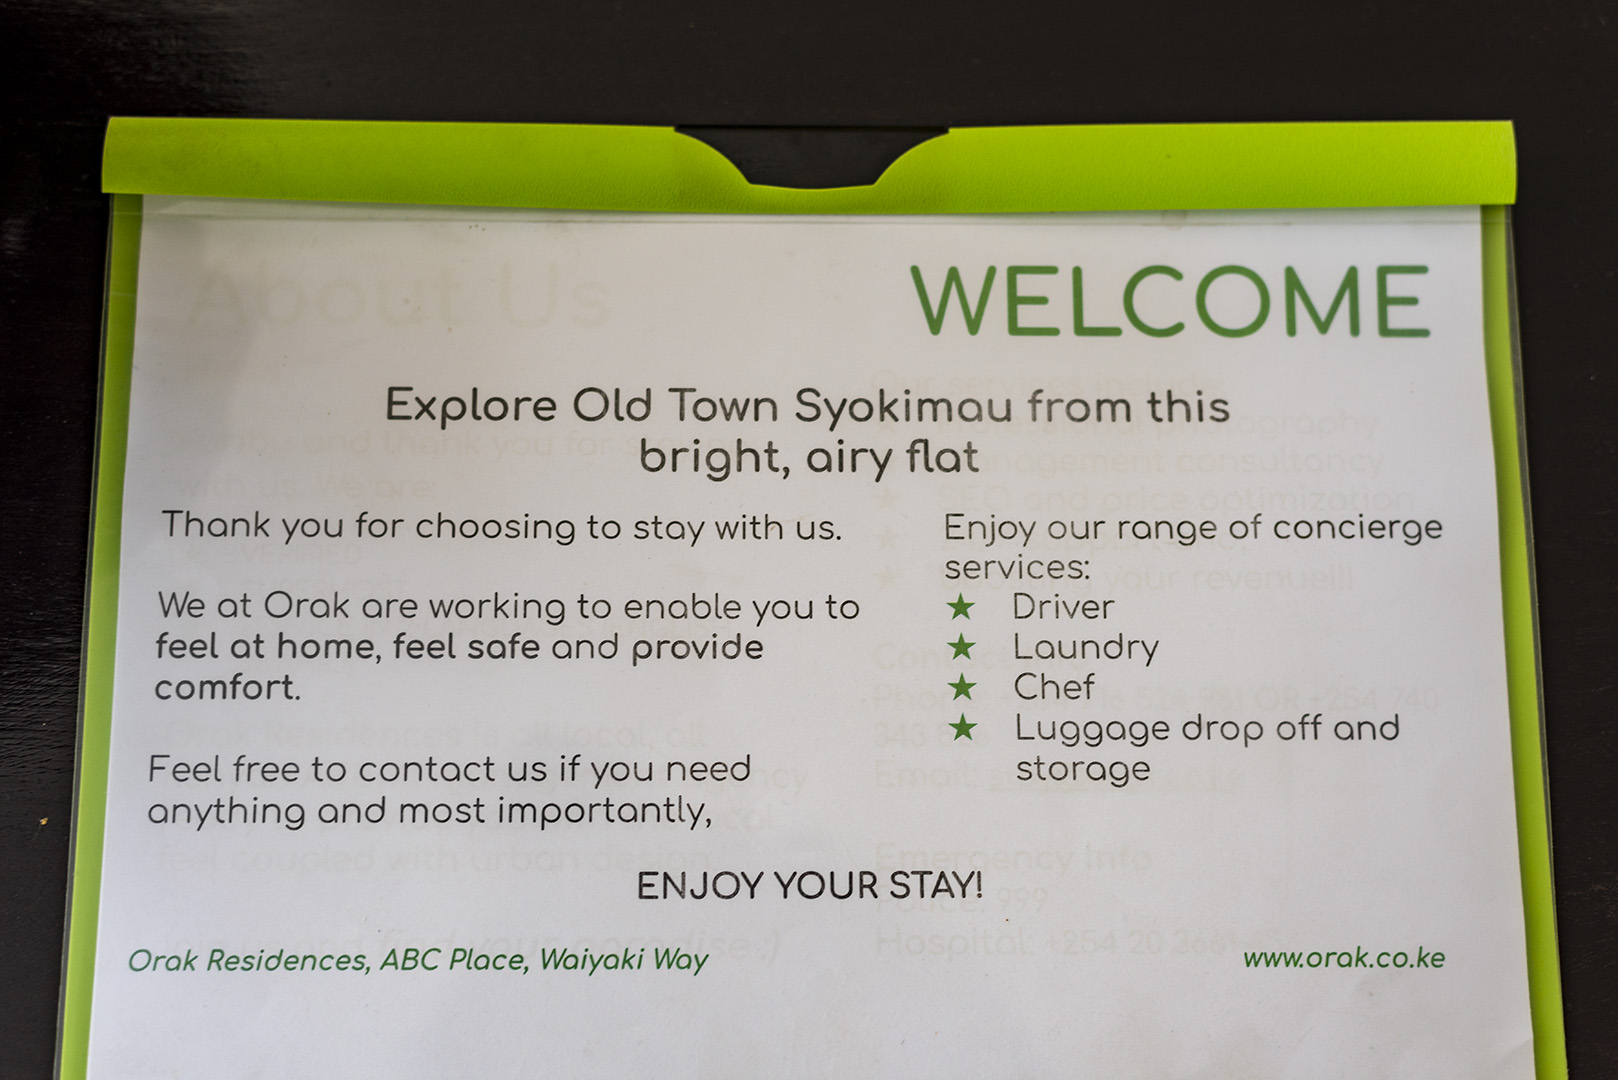 WELCOME
Explore Old Town Syokimau from this
bright, airy flat
Thank you for choosing to stay with us.
We at Orak are working to enable you to
feel at home, feel safe and provide
comfort.
Feel free to contact us if you need
anything and most importantly,
Enjoy our range of concierge
services:
★ Driver
★ Laundry
★ Chef
★ Luggage drop off and
storage
ENJOY YOUR STAY!
Orak Residences, ABC Place, Waiyaki Way
www.orak.co.ke
About Us